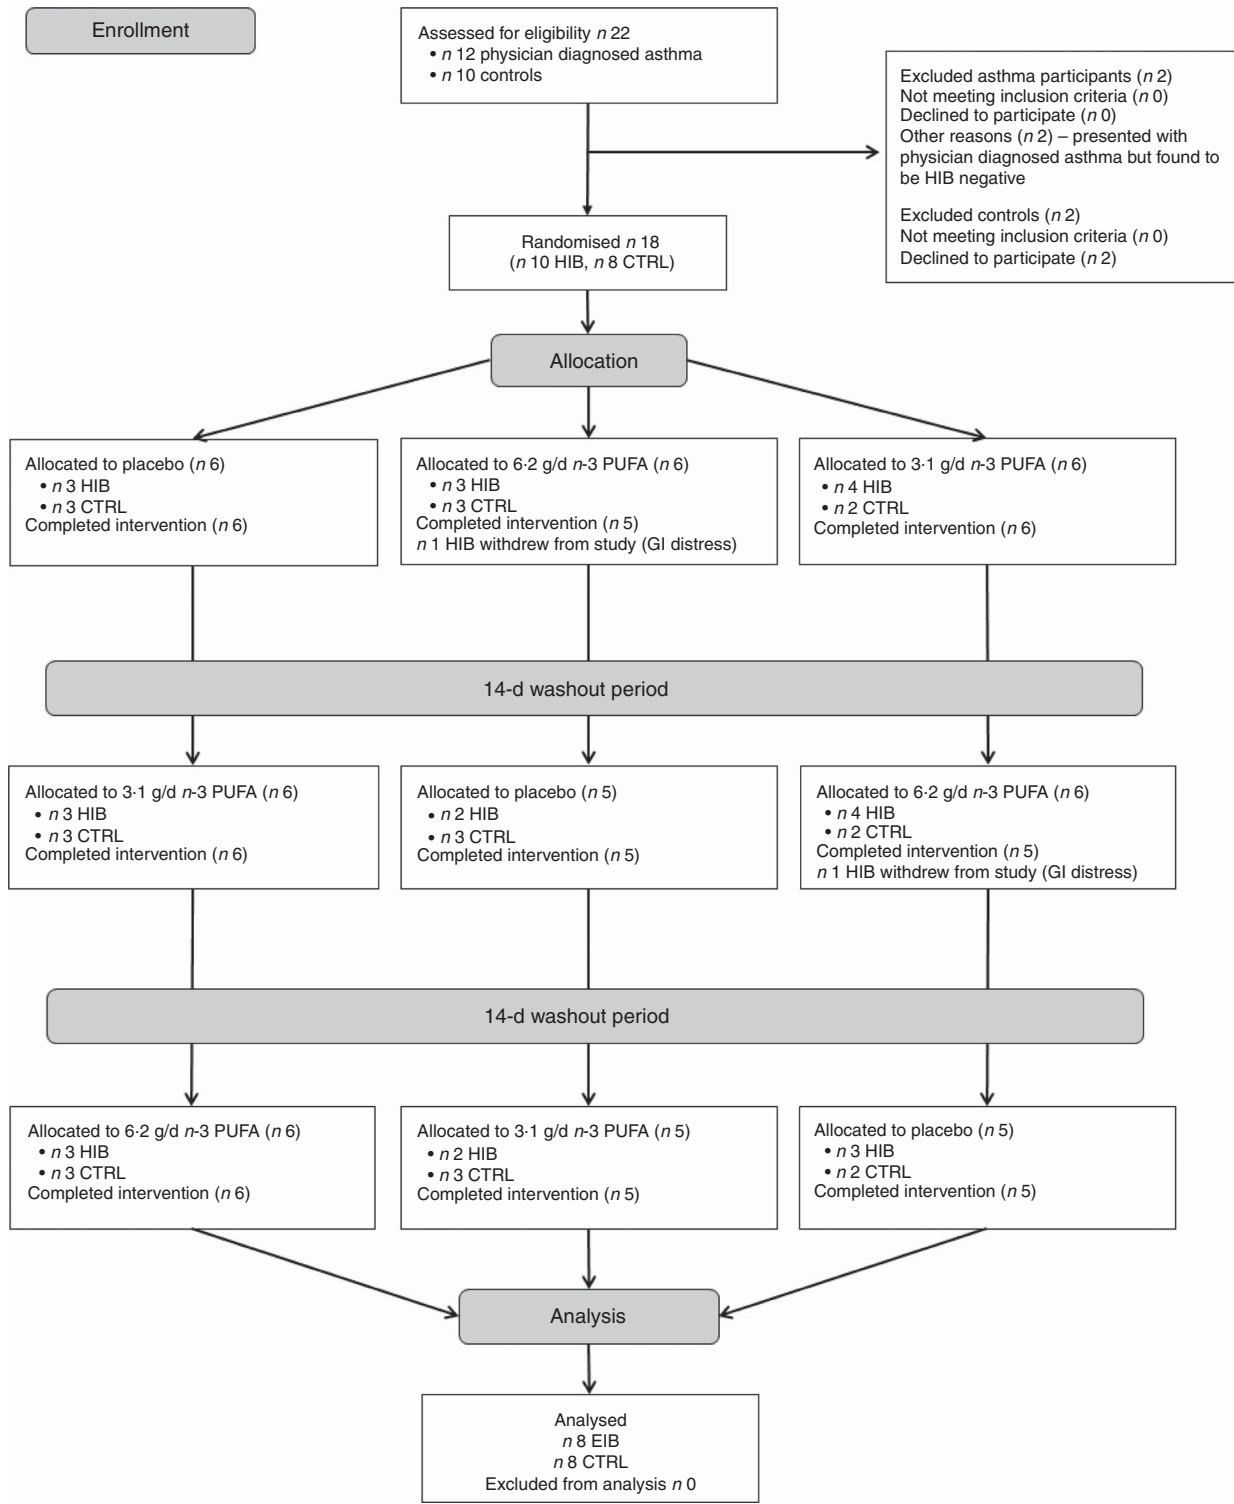 Enrollment
Assessed for eligibility n 22
• n 12 physician diagnosed asthma
• n 10 controls
Excluded asthma participants (n 2)
Not meeting inclusion criteria (n 0)
Declined to participate (n 0)
Other reasons (n 2) – presented with
physician diagnosed asthma but found to
be HIB negative
Excluded controls (n 2)
Not meeting inclusion criteria (n 0)
Declined to participate (n 2)
Randomised n 18
(n 10 HIB, n 8 CTRL)
Allocation
Allocated to placebo (n 6)
• n 3 HIB
• n 3 CTRL
Completed intervention (n 6)
Allocated to 6·2 g/d n-3 PUFA (n 6)
• n 3 HIB
• n 3 CTRL
Completed intervention (n 5)
n 1 HIB withdrew from study (GI distress)
Allocated to 3·1 g/d n-3 PUFA (n 6)
• n 4 HIB
• n 2 CTRL
Completed intervention (n 6)
14-d washout period
Allocated to 3·1 g/d n-3 PUFA (n 6)
• n 3 HIB
• n 3 CTRL
Completed intervention (n 6)
Allocated to placebo (n 5)
• n 2 HIB
• n 3 CTRL
Completed intervention (n 5)
Allocated to 6·2 g/d n-3 PUFA (n 6)
• n 4 HIB
• n 2 CTRL
Completed intervention (n 5)
n 1 HIB withdrew from study (GI distress)
14-d washout period
Allocated to 6·2 g/d n-3 PUFA (n 6)
• n 3 HIB
• n 3 CTRL
Completed intervention (n 6)
Allocated to 3·1 g/d n-3 PUFA (n 5)
• n 2 HIB
• n 3 CTRL
Completed intervention (n 5)
Allocated to placebo (n 5)
• n 3 HIB
• n 2 CTRL
Completed intervention (n 5)
Analysis
Analysed
n 8 EIB
n 8 CTRL
Excluded from analysis n 0